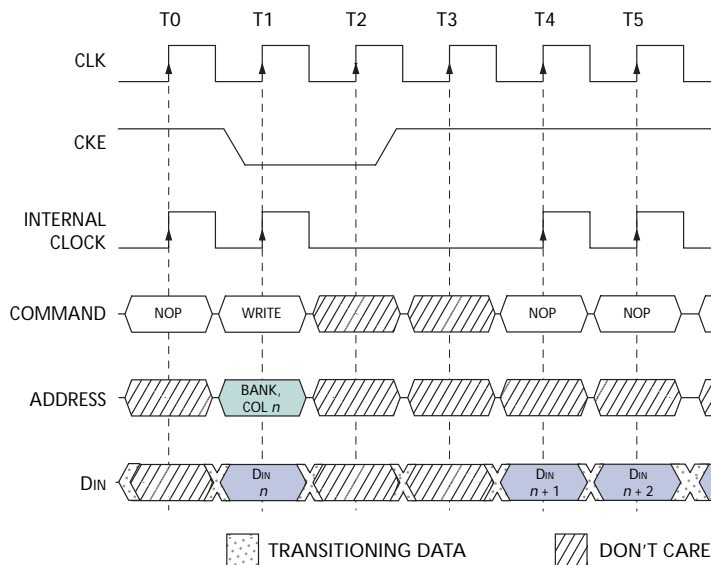 T0 T1 T2 T3 T4 T5
CLK
CKE
INTERNAL
CLOCK
COMMAND NOP WRITE NOP NOP
ADDRESS BANK,
COL n
DIN DIN
n DIN
n + 1 DIN
n + 2
TRANSITIONING DATA DON'T CARE